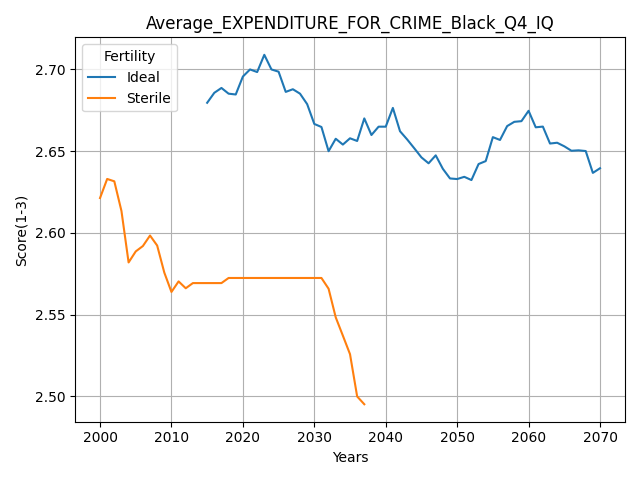 Average_EXPENDITURE_FOR_CRIME_Black_Q4_IQ
Fertility
Ideal
Sterile
Score(1-3)
2.70
2.65
2.60
2.55
2.50
2000 2010 2020 2030 2040 2050 2060 2070
Years